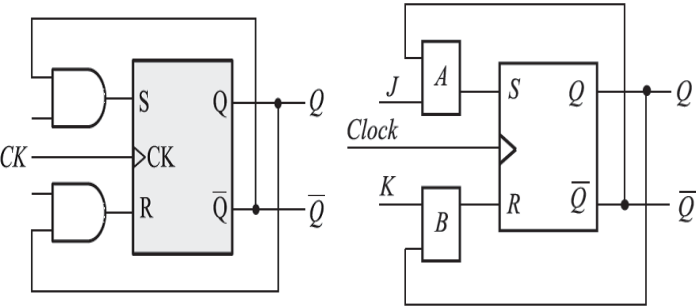 S Q Q
CK CK
R Q̅ Q̅
J A S Q Q
Clock
K B R Q̅ Q̅